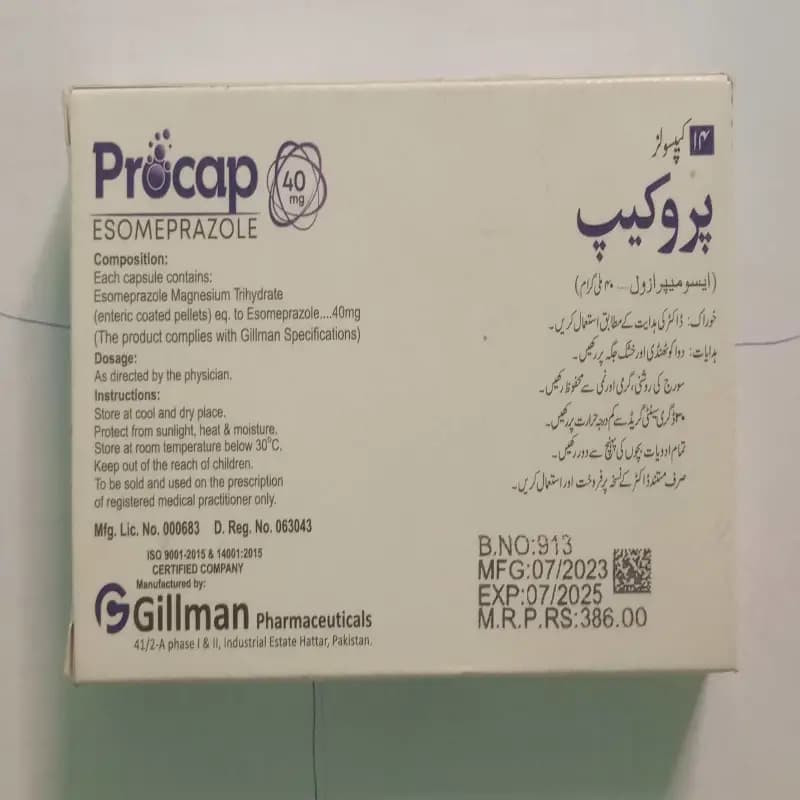 Procap
40
mg
ESOMEPRAZOLE
Composition:
Each capsule contains:
Esomeprazole Magnesium Trihydrate
(enteric coated pellets) eq. to Esomeprazole....40mg
(The product complies with Gillman Specifications)
Dosage:
As directed by the physician.
Instructions:
Store at cool and dry place.
Protect from sunlight, heat & moisture.
Store at room temperature below 30°C.
Keep out of the reach of children.
To be sold and used on the prescription
of registered medical practitioner only.
Mfg. Lic. No. 000683 D. Reg. No. 063043
ISO 9001-2015 & 14001:2015
CERTIFIED COMPANY
Manufactured by:
Gillman Pharmaceuticals
41/2-A phase I & II, Industrial Estate Hattar, Pakistan.
۱۴ کیپسولز
پروکیپ
(ایسومیپرازول ... ۴۰ ملی گرام)
خوراک: ڈاکٹر کی ہدایت کے مطابق استعمال کریں۔
ہدایات: دوا کو ٹھنڈی اور خشک جگہ پر رکھیں۔
سورج کی روشنی، گرمی اور نمی سے محفوظ رکھیں۔
۳۰ ڈگری سینٹی گریڈ سے کم درجہ حرارت پر رکھیں۔
تمام ادویات بچوں کی پہنچ سے دور رکھیں۔
صرف مستند ڈاکٹر کے نسخہ پر فروخت اور استعمال کریں۔
B.NO:913
MFG:07/2023
EXP:07/2025
M.R.P.RS:386.00